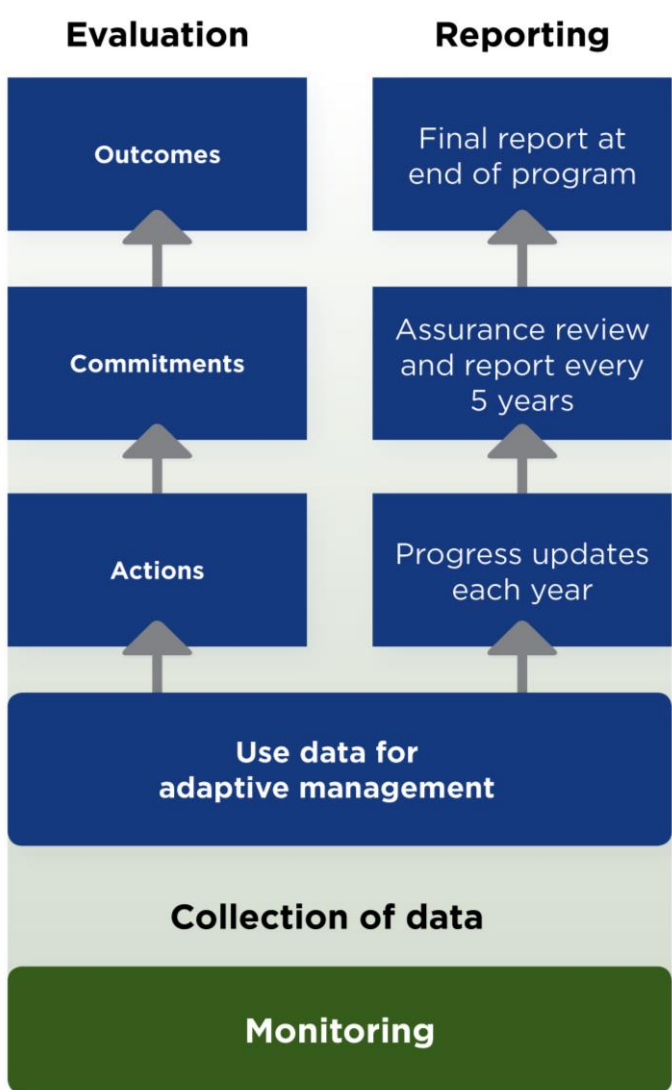 Evaluation
Reporting
Outcomes
Final report at
end of program
Commitments
Assurance review
and report every
5 years
Actions
Progress updates
each year
Use data for
adaptive management
Collection of data
Monitoring